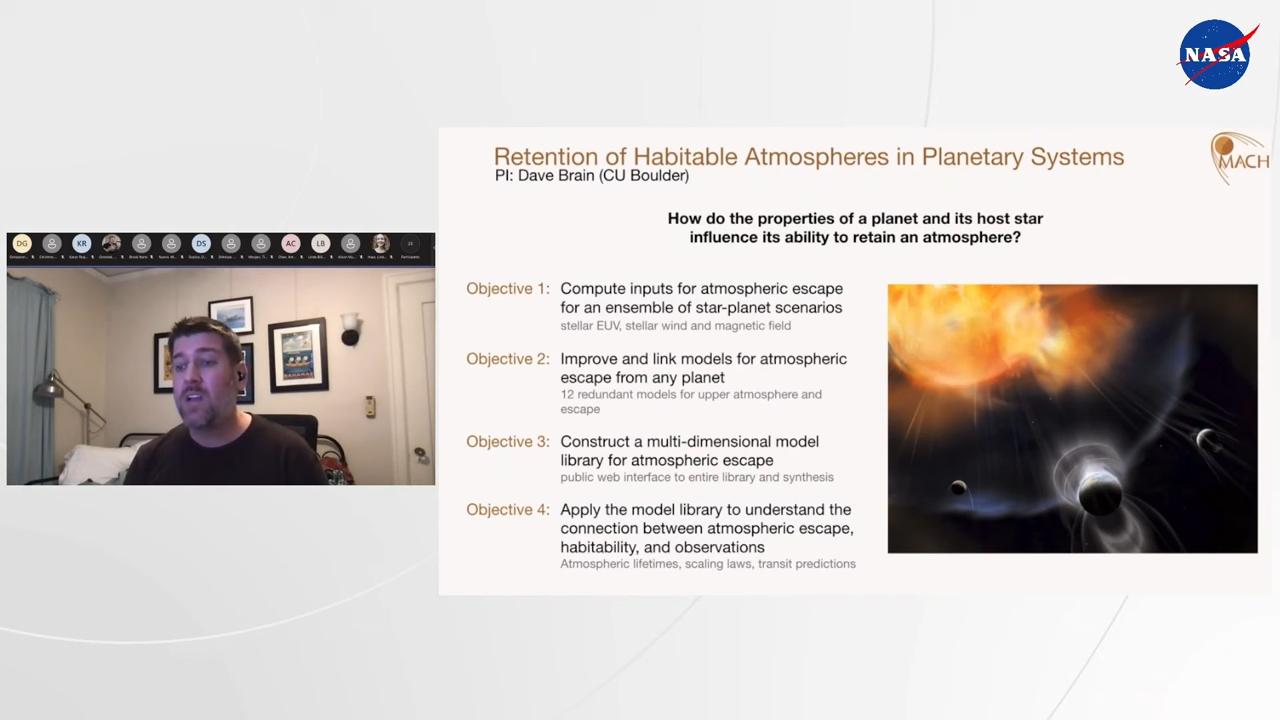 NASA
Retention of Habitable Atmospheres in Planetary Systems
PI: Dave Brain (CU Boulder)
MACH
How do the properties of a planet and its host star
influence its ability to retain an atmosphere?
DG
KR
DS
AC
LB
Participants
Objective 1: Compute inputs for atmospheric escape
for an ensemble of star-planet scenarios
stellar EUV, stellar wind and magnetic field
Objective 2: Improve and link models for atmospheric
escape from any planet
12 redundant models for upper atmosphere and
escape
Objective 3: Construct a multi-dimensional model
library for atmospheric escape
public web interface to entire library and synthesis
Objective 4: Apply the model library to understand the
connection between atmospheric escape,
habitability, and observations
Atmospheric lifetimes, scaling laws, transit predictions